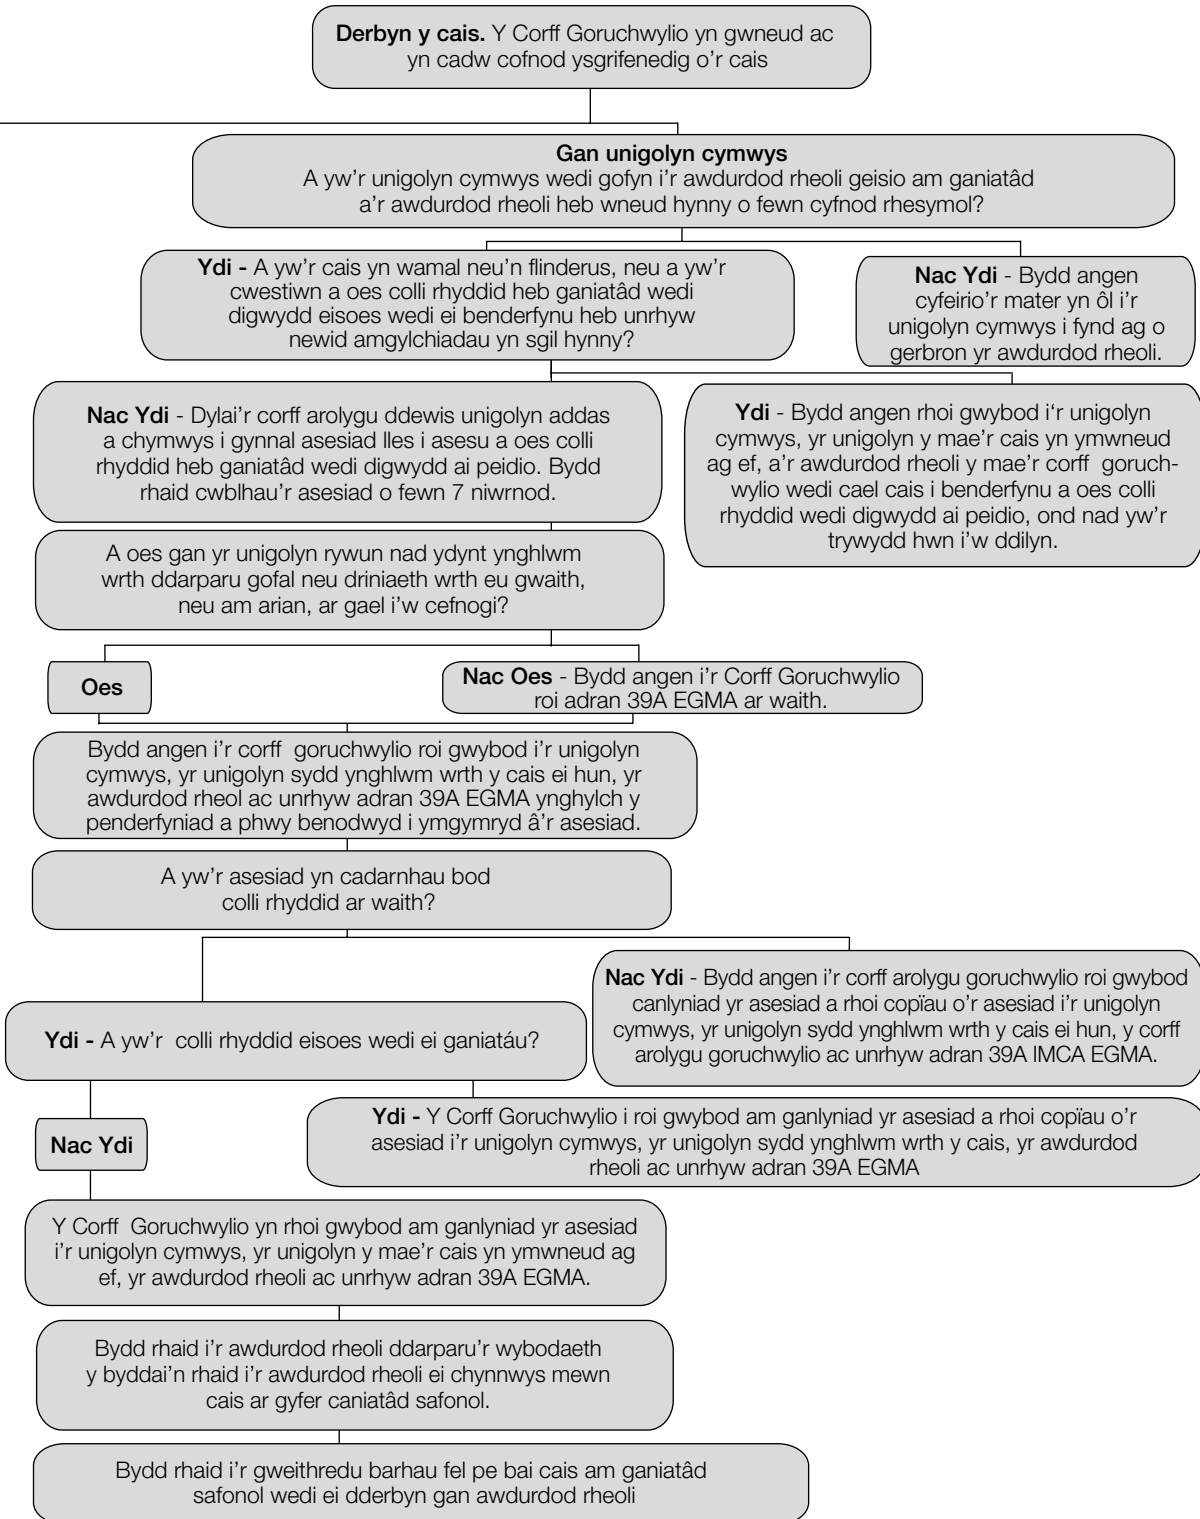 Derbyn y cais. Y Corff Goruchwylio yn gwneud ac
yn cadw cofnod ysgrifenedig o'r cais
Gan unigolyn cymwys
A yw'r unigolyn cymwys wedi gofyn i'r awdurdod rheoli geisio am ganiatâd
a'r awdurdod rheoli heb wneud hynny o fewn cyfnod rhesymol?
Ydi - A yw'r cais yn wamal neu'n flinderus, neu a yw'r
cwestiwn a oes colli rhyddid heb ganiatâd wedi
digwydd eisoes wedi ei benderfynu heb unrhyw
newid amgylchiadau yn sgil hynny?
Nac Ydi - Bydd angen
cyfeirio'r mater yn ôl i'r
unigolyn cymwys i fynd ag o
gerbron yr awdurdod rheoli.
Nac Ydi - Dylai'r corff arolygu ddewis unigolyn addas
a chymwys i gynnal asesiad lles i asesu a oes colli
rhyddid heb ganiatâd wedi digwydd ai peidio. Bydd
rhaid cwblhau'r asesiad o fewn 7 niwrnod.
Ydi - Bydd angen rhoi gwybod i'r unigolyn
cymwys, yr unigolyn y mae'r cais yn ymwneud
ag ef, a'r awdurdod rheoli y mae'r corff goruch-
wylio wedi cael cais i benderfynu a oes colli
rhyddid wedi digwydd ai peidio, ond nad yw'r
trywydd hwn i'w ddilyn.
A oes gan yr unigolyn rywun nad ydynt ynghlwm
wrth ddarparu gofal neu driniaeth wrth eu gwaith,
neu am arian, ar gael i'w cefnogi?
Oes
Nac Oes - Bydd angen i'r Corff Goruchwylio
roi adran 39A EGMA ar waith.
Bydd angen i'r corff goruchwylio roi gwybod i'r unigolyn
cymwys, yr unigolyn sydd ynghlwm wrth y cais ei hun, yr
awdurdod rheol ac unrhyw adran 39A EGMA ynghylch y
penderfyniad a phwy benodwyd i ymgymryd â'r asesiad.
A yw'r asesiad yn cadarnhau bod
colli rhyddid ar waith?
Nac Ydi - Bydd angen i'r corff arolygu goruchwylio roi gwybod
canlyniad yr asesiad a rhoi copïau o'r asesiad i'r unigolyn
cymwys, yr unigolyn sydd ynghlwm wrth y cais ei hun, y corff
arolygu goruchwylio ac unrhyw adran 39A IMCA EGMA.
Ydi - A yw'r colli rhyddid eisoes wedi ei ganiatáu?
Nac Ydi
Ydi - Y Corff Goruchwylio i roi gwybod am ganlyniad yr asesiad a rhoi copïau o'r
asesiad i'r unigolyn cymwys, yr unigolyn sydd ynghlwm wrth y cais, yr awdurdod
rheoli ac unrhyw adran 39A EGMA
Y Corff Goruchwylio yn rhoi gwybod am ganlyniad yr asesiad
i'r unigolyn cymwys, yr unigolyn y mae'r cais yn ymwneud ag
ef, yr awdurdod rheoli ac unrhyw adran 39A EGMA.
Bydd rhaid i'r awdurdod rheoli ddarparu'r wybodaeth
y byddai'n rhaid i'r awdurdod rheoli ei chynnwys mewn
cais ar gyfer caniatâd safonol.
Bydd rhaid i'r gweithredu barhau fel pe bai cais am ganiatâd
safonol wedi ei dderbyn gan awdurdod rheoli